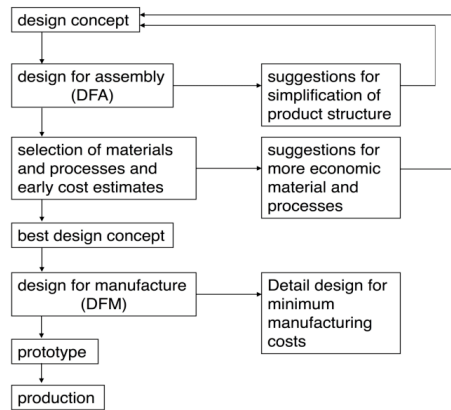 design concept
design for assembly
(DFA)
suggestions for
simplification of
product structure
selection of materials
and processes and
early cost estimates
suggestions for
more economic
material and
processes
best design concept
design for manufacture
(DFM)
Detail design for
minimum
manufacturing
costs
prototype
production